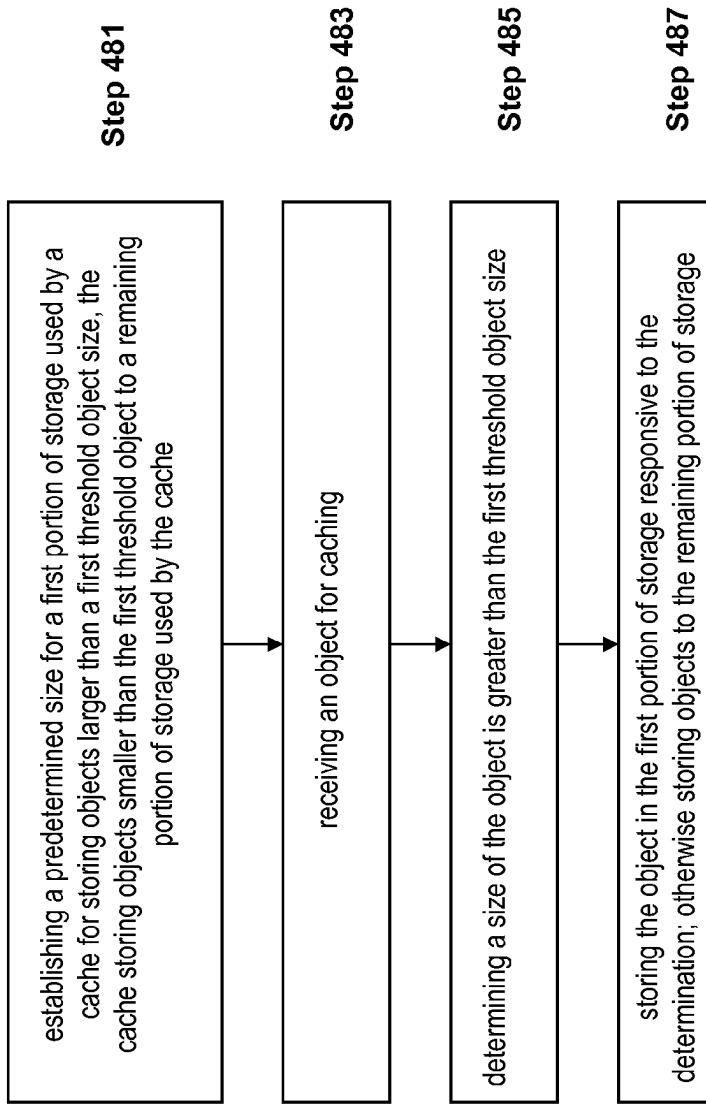 establishing a predetermined size for a first portion of storage used by a
cache for storing objects larger than a first threshold object size, the
cache storing objects smaller than the first threshold object to a remaining
portion of storage used by the cache
Step 481
receiving an object for caching
Step 483
determining a size of the object is greater than the first threshold object size
Step 485
storing the object in the first portion of storage responsive to the
determination; otherwise storing objects to the remaining portion of storage
Step 487